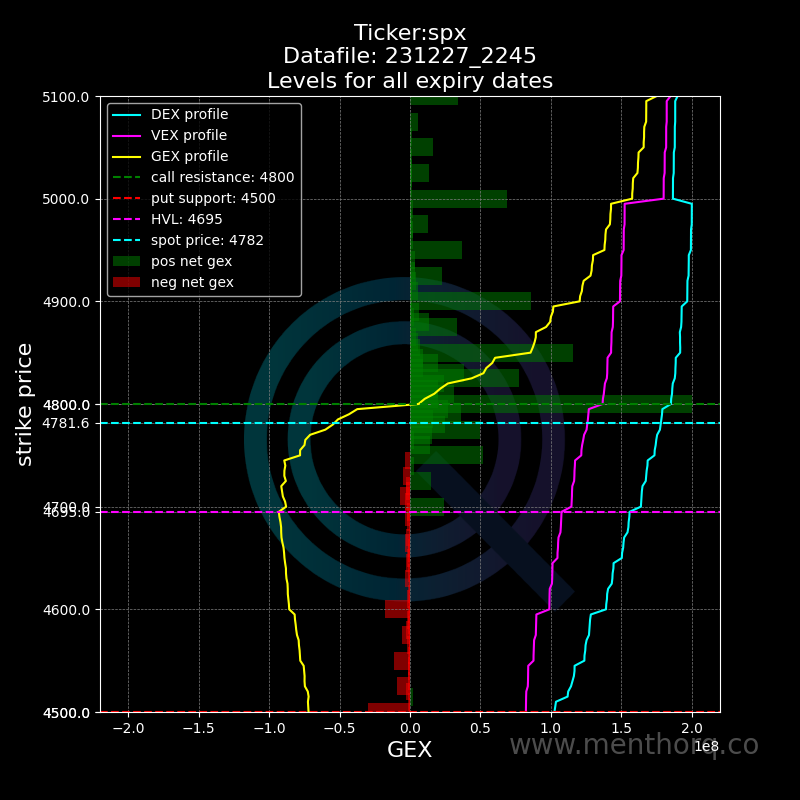 Ticker:spx
Datafile: 231227_2245
Levels for all expiry dates
DEX profile
VEX profile
GEX profile
call resistance: 4800
put support: 4500
HVL: 4695
spot price: 4782
pos net gex
neg net gex
strike price
5100.0
5000.0
4900.0
4800.0
4781.6
4700.0
4695.0
4600.0
4500.0
−2.0 −1.5 −1.0 −0.5 0.0 0.5 1.0 1.5 2.0
1e8
GEX
www.menthorq.co